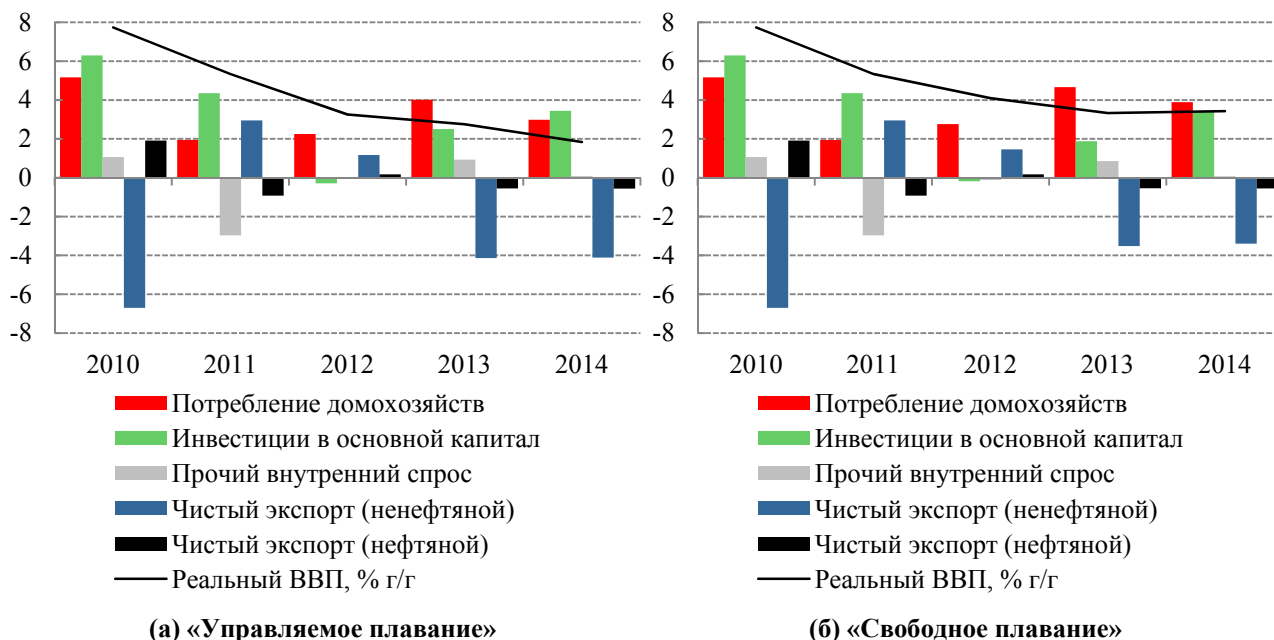 8
6
4
2
0
-2
-4
-6
-8
2010 2011 2012 2013 2014
Потребление домохозяйств
Инвестиции в основной капитал
Прочий внутренний спрос
Чистый экспорт (ненефтяной)
Чистый экспорт (нефтяной)
Реальный ВВП, % г/г
(а) «Управляемое плавание»
8
6
4
2
0
-2
-4
-6
-8
2010 2011 2012 2013 2014
Потребление домохозяйств
Инвестиции в основной капитал
Прочий внутренний спрос
Чистый экспорт (ненефтяной)
Чистый экспорт (нефтяной)
Реальный ВВП, % г/г
(б) «Свободное плавание»